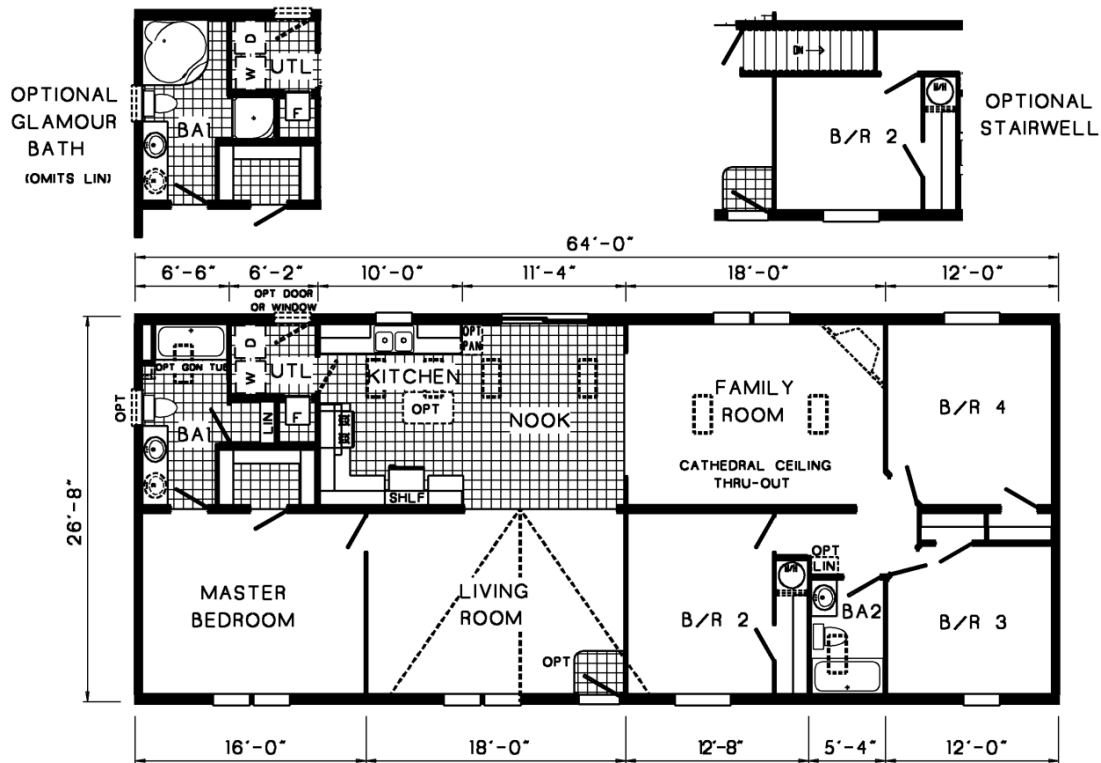 OPTIONAL
GLAMOUR
BATH
(OMITS LIN)
D
W
UTL
F
BA1
DN
W/H
B/R 2
OPTIONAL
STAIRWELL
64'-0"
6'-6"
6'-2"
10'-0"
11'-4"
18'-0"
12'-0"
OPT DOOR
OR WINDOW
26'-8"
OPT GDN TUB
D
W
UTL
OPT
BA1
LIN
F
KITCHEN
OPT
OPT
PAN
NOOK
SHLF
FAMILY
ROOM
CATHEDRAL CEILING
THRU-OUT
B/R 4
MASTER
BEDROOM
LIVING
ROOM
OPT
B/R 2
W/H
OPT
LIN
BA2
B/R 3
16'-0"
18'-0"
12'-8"
5'-4"
12'-0"